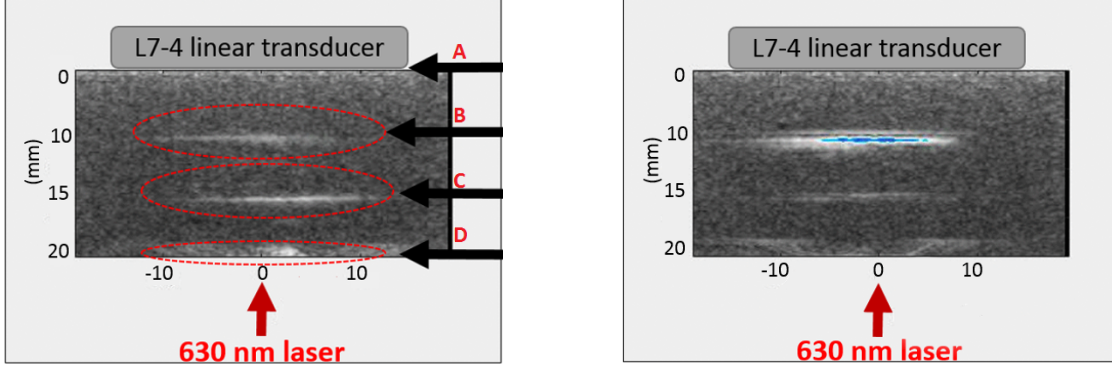 L7-4 linear transducer
A
0
B
10
(mm)
C
15
D
20
-10 0 10
630 nm laser
L7-4 linear transducer
0
10
(mm)
15
20
-10 0 10
630 nm laser